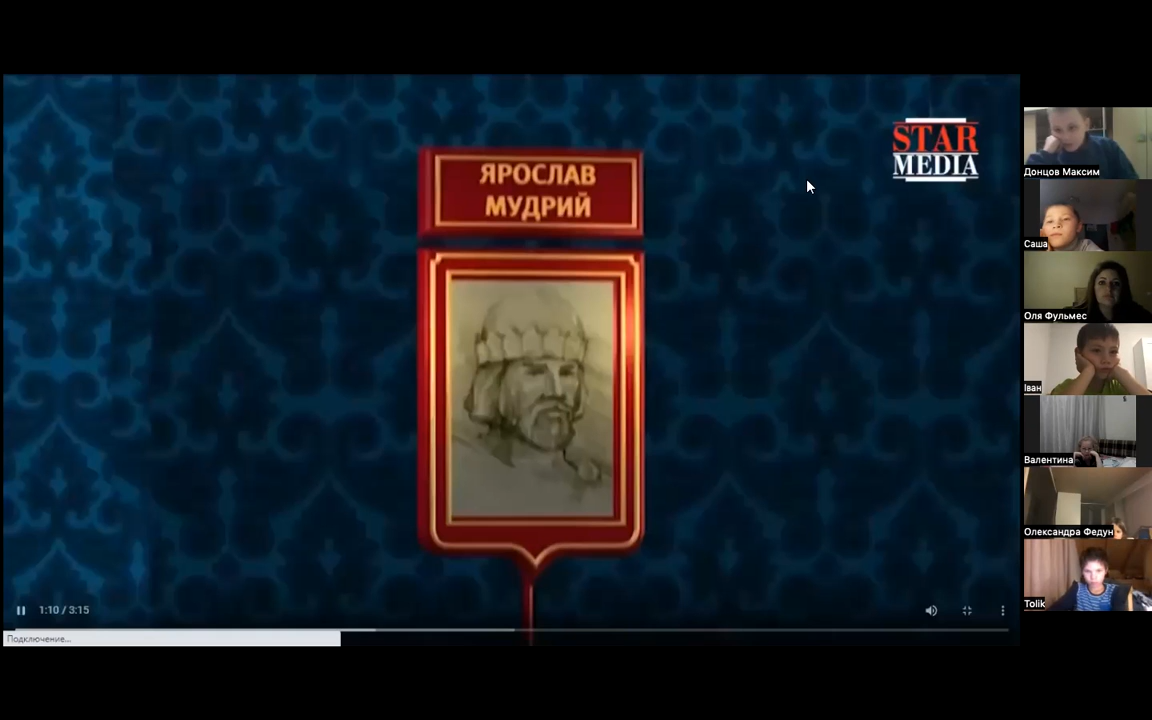 STAR
MEDIA
ЯРОСЛАВ
МУДРИЙ
1:10 / 3:15
Подключение...
Донцов Максим
Саша
Оля Фульмес
Іван
Валентина
Олександра Федун
Tolik